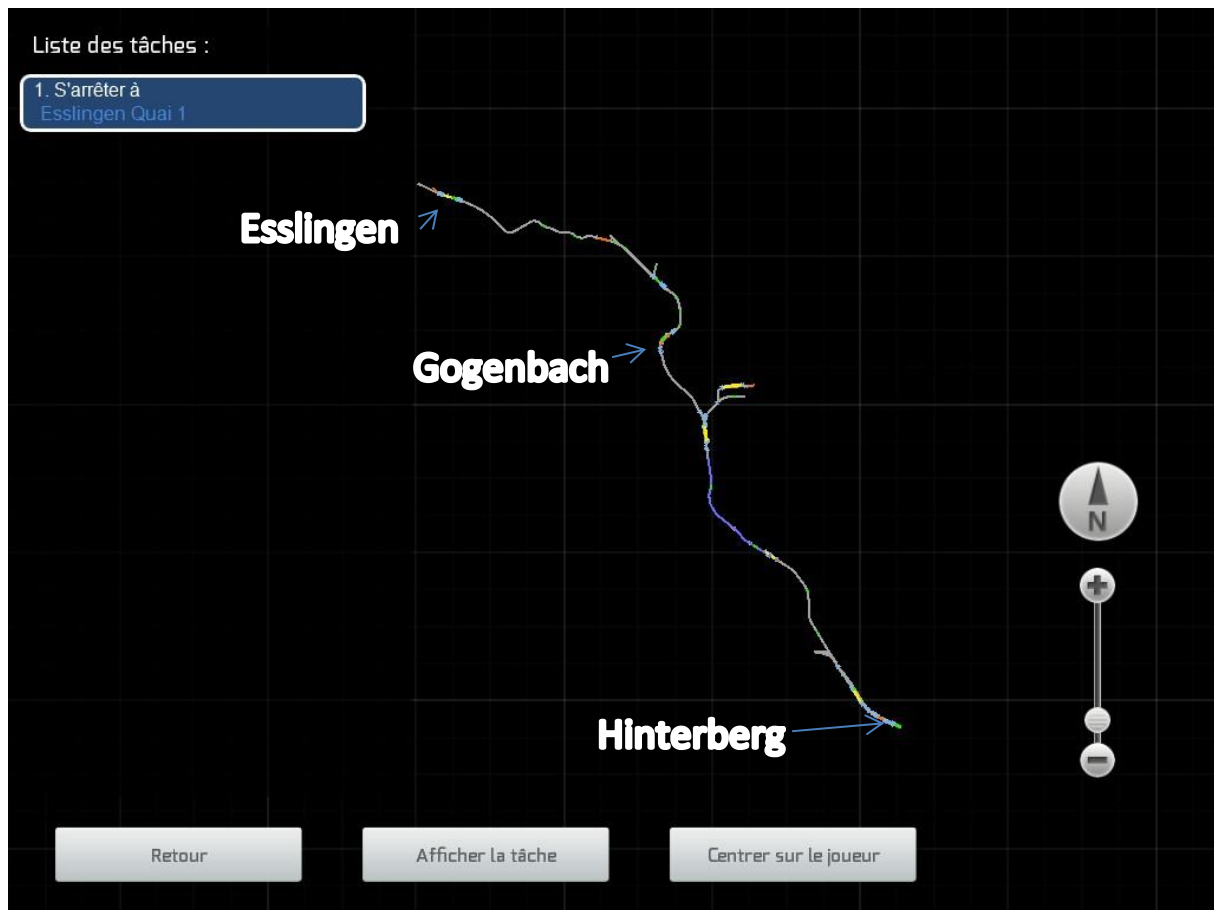 Liste des tâches :
1. S'arrêter à
Esslingen Quai 1
Esslingen
Gogenbach
N
Hinterberg
Retour
Afficher la tâche
Centrer sur le joueur